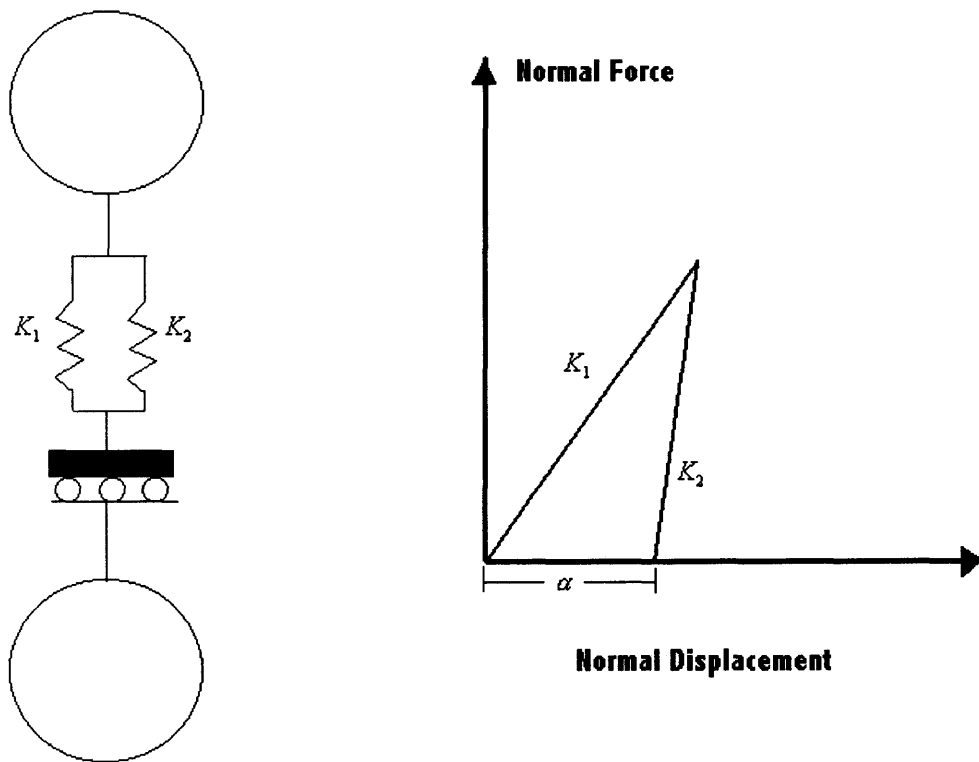 K₁
K₂
Normal Force
K₁
K₂
α
Normal Displacement